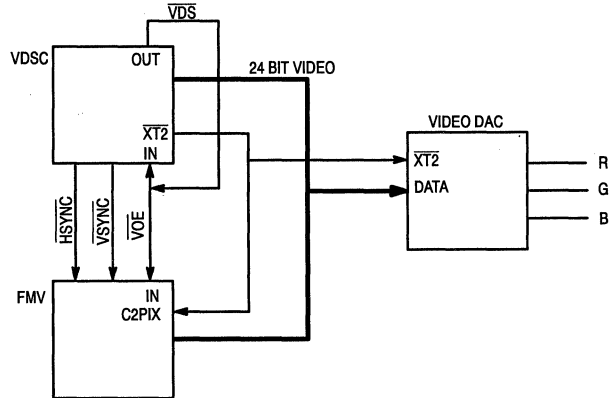 VDS
VDSC
OUT
24 BIT VIDEO
XT2
IN
VIDEO DAC
XT2
DATA
R
G
B
HSYNC
VSYNC
VOE
FMV
IN
C2PIX